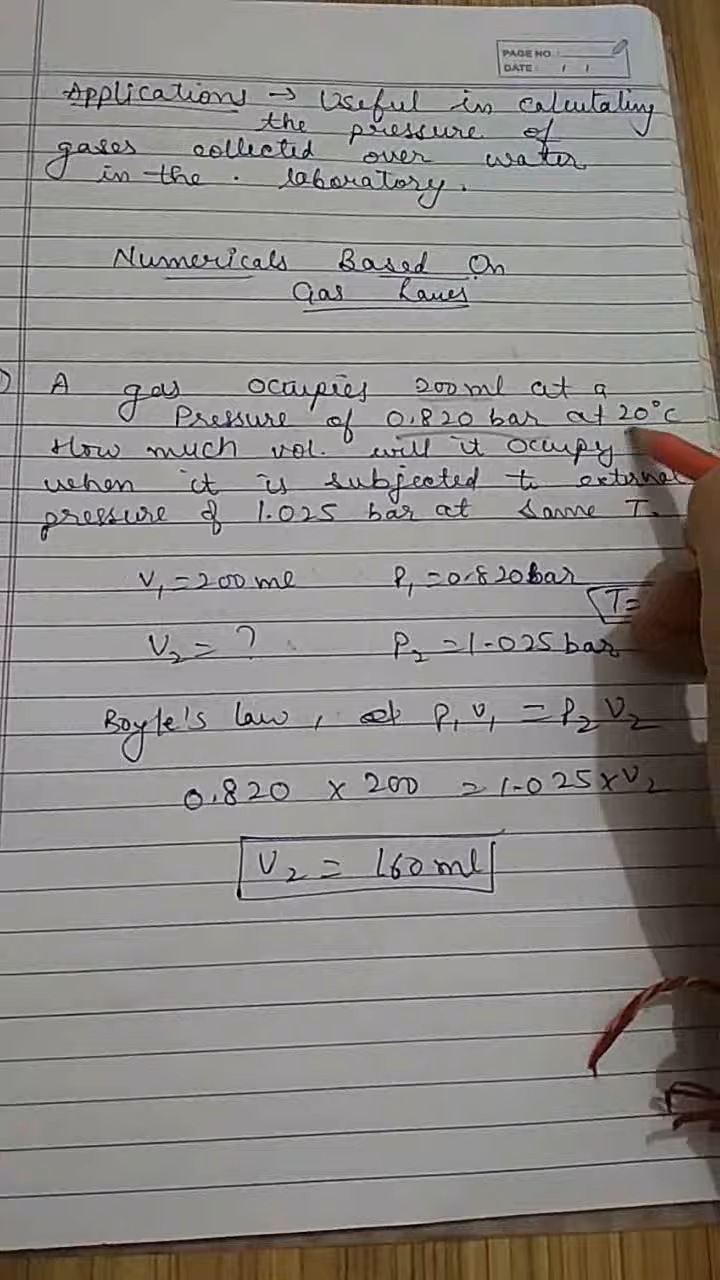 PAGE NO.
DATE / /
Applications → Useful in calculating
the pressure of
gases collected over water
in the . laboratory.
Numericals Based On
Gas Laws
A gas occupies 200ml at a
Pressure of 0.820 bar at 20°C
How much vol. will it occupy
when it is subjected to external
pressure of 1.025 bar at same T.
V₁ = 200 ml P₁ = 0.820 bar
T=
V₂ = ? P₂ = 1.025 bar
Boyle's law, P₁V₁ = P₂V₂
0.820 × 200 = 1.025 × V₂
V₂ = 160 ml